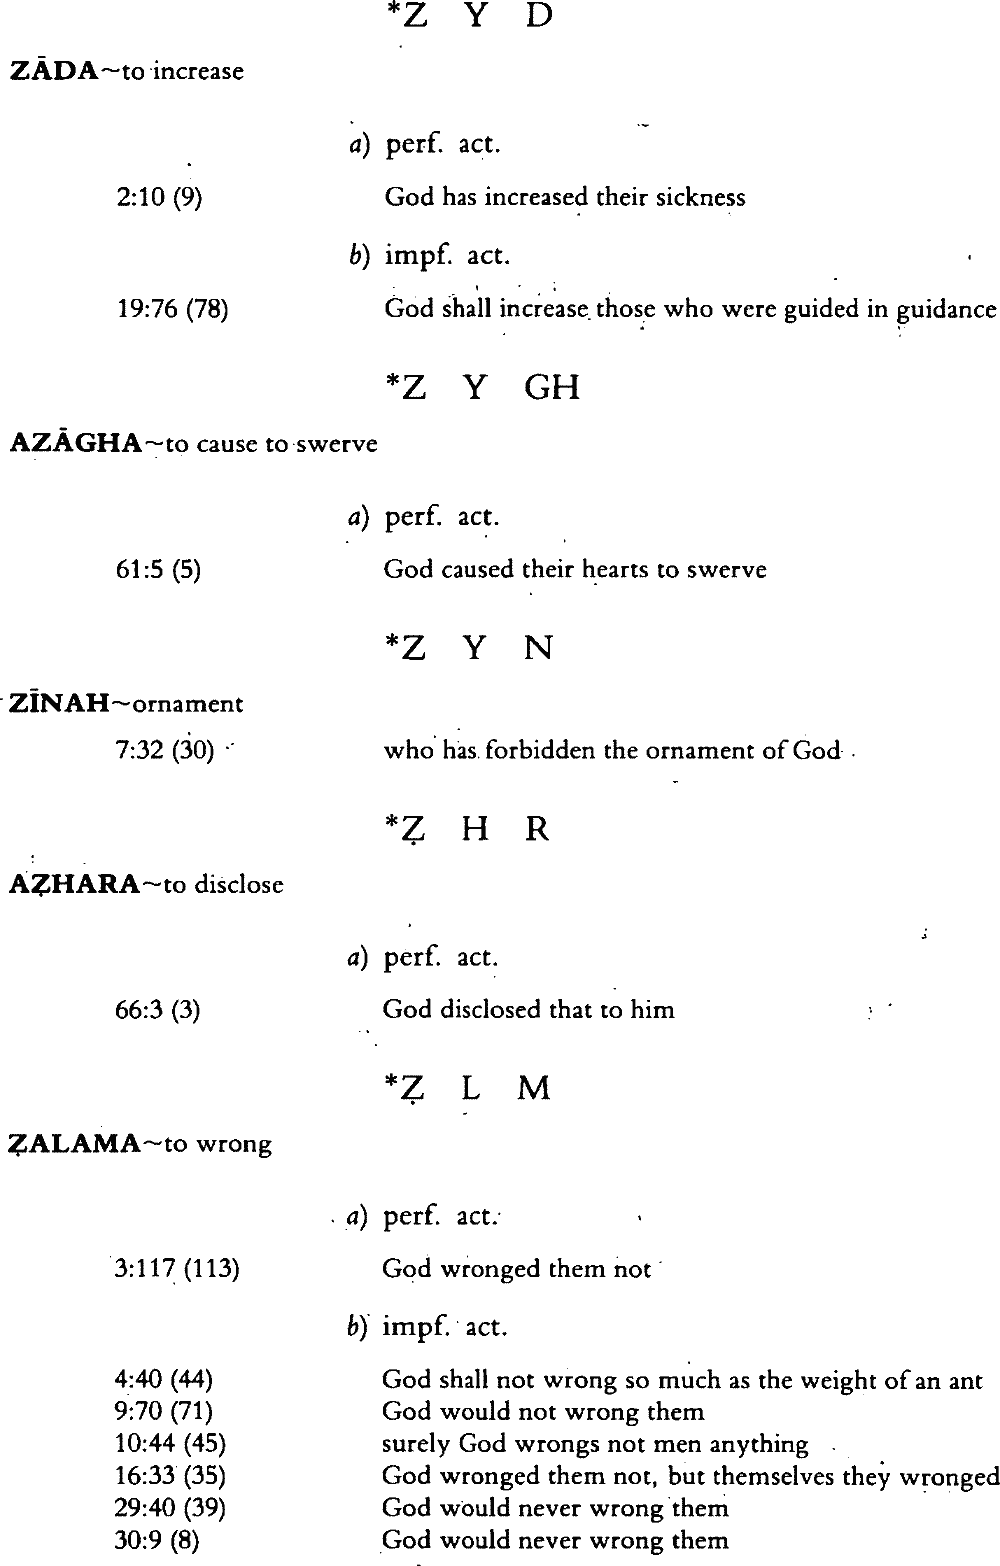 *Z Y D
ZĀDA~to increase
a) perf. act.
2:10 (9) God has increased their sickness
b) impf. act.
19:76 (78) God shall increase those who were guided in guidance
*Z Y GH
AZĀGHA~to cause to swerve
a) perf. act.
61:5 (5) God caused their hearts to swerve
*Z Y N
ZĪNAH~ornament
7:32 (30) who has forbidden the ornament of God
*Ẓ H R
AẒHARA~to disclose
a) perf. act.
66:3 (3) God disclosed that to him
*Ẓ L M
ẒALAMA~to wrong
a) perf. act.
3:117 (113) God wronged them not
b) impf. act.
4:40 (44) God shall not wrong so much as the weight of an ant
9:70 (71) God would not wrong them
10:44 (45) surely God wrongs not men anything
16:33 (35) God wronged them not, but themselves they wronged
29:40 (39) God would never wrong them
30:9 (8) God would never wrong them